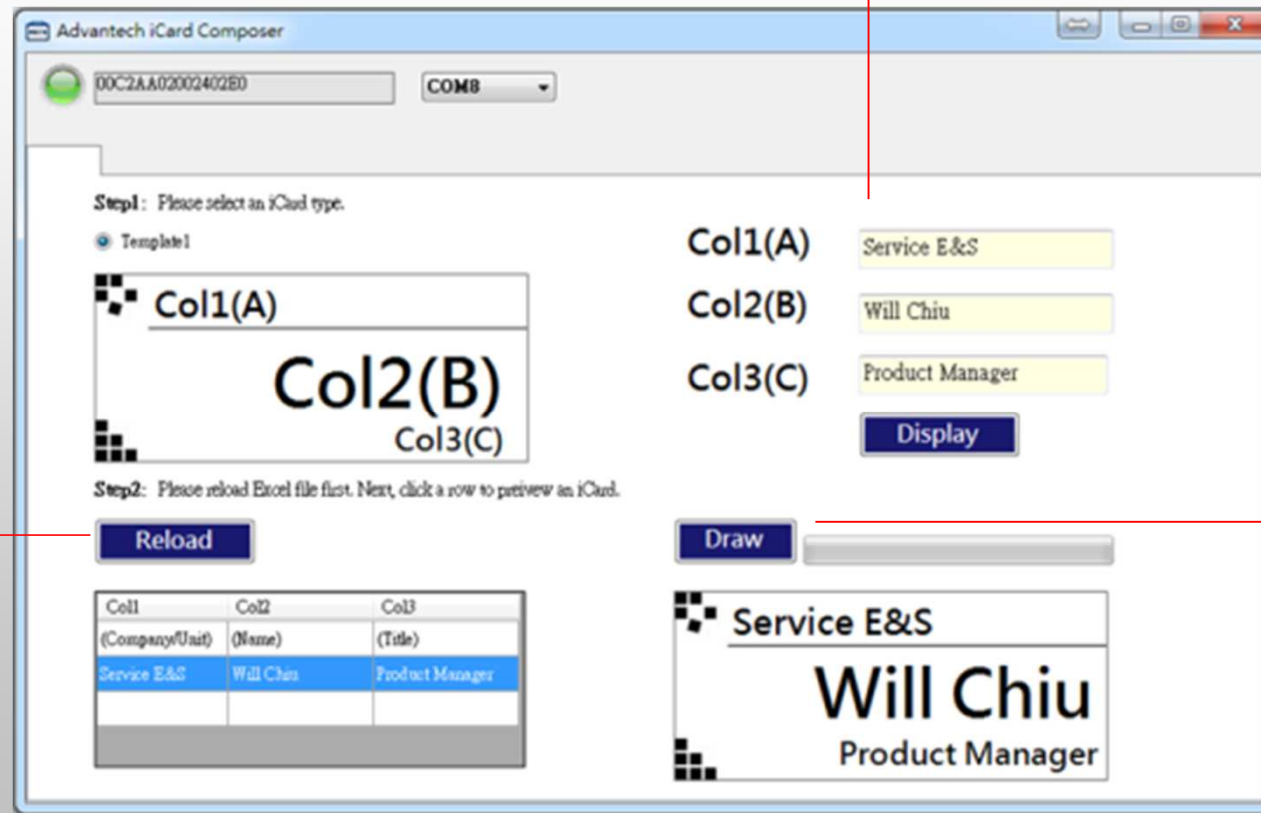 Advantech iCard Composer
00C2AA02002402E0
COM8
Step1: Please select an iCard type.
Template1
Col1(A)
Col2(B)
Col3(C)
Col1(A) Service E&S
Col2(B) Will Chiu
Col3(C) Product Manager
Display
Step2: Please reload Excel file first. Next, click a row to preivew an iCard.
Reload
Draw
Col1 Col2 Col3
(Company/Unit) (Name) (Title)
Service E&S Will Chiu Product Manager
Service E&S
Will Chiu
Product Manager